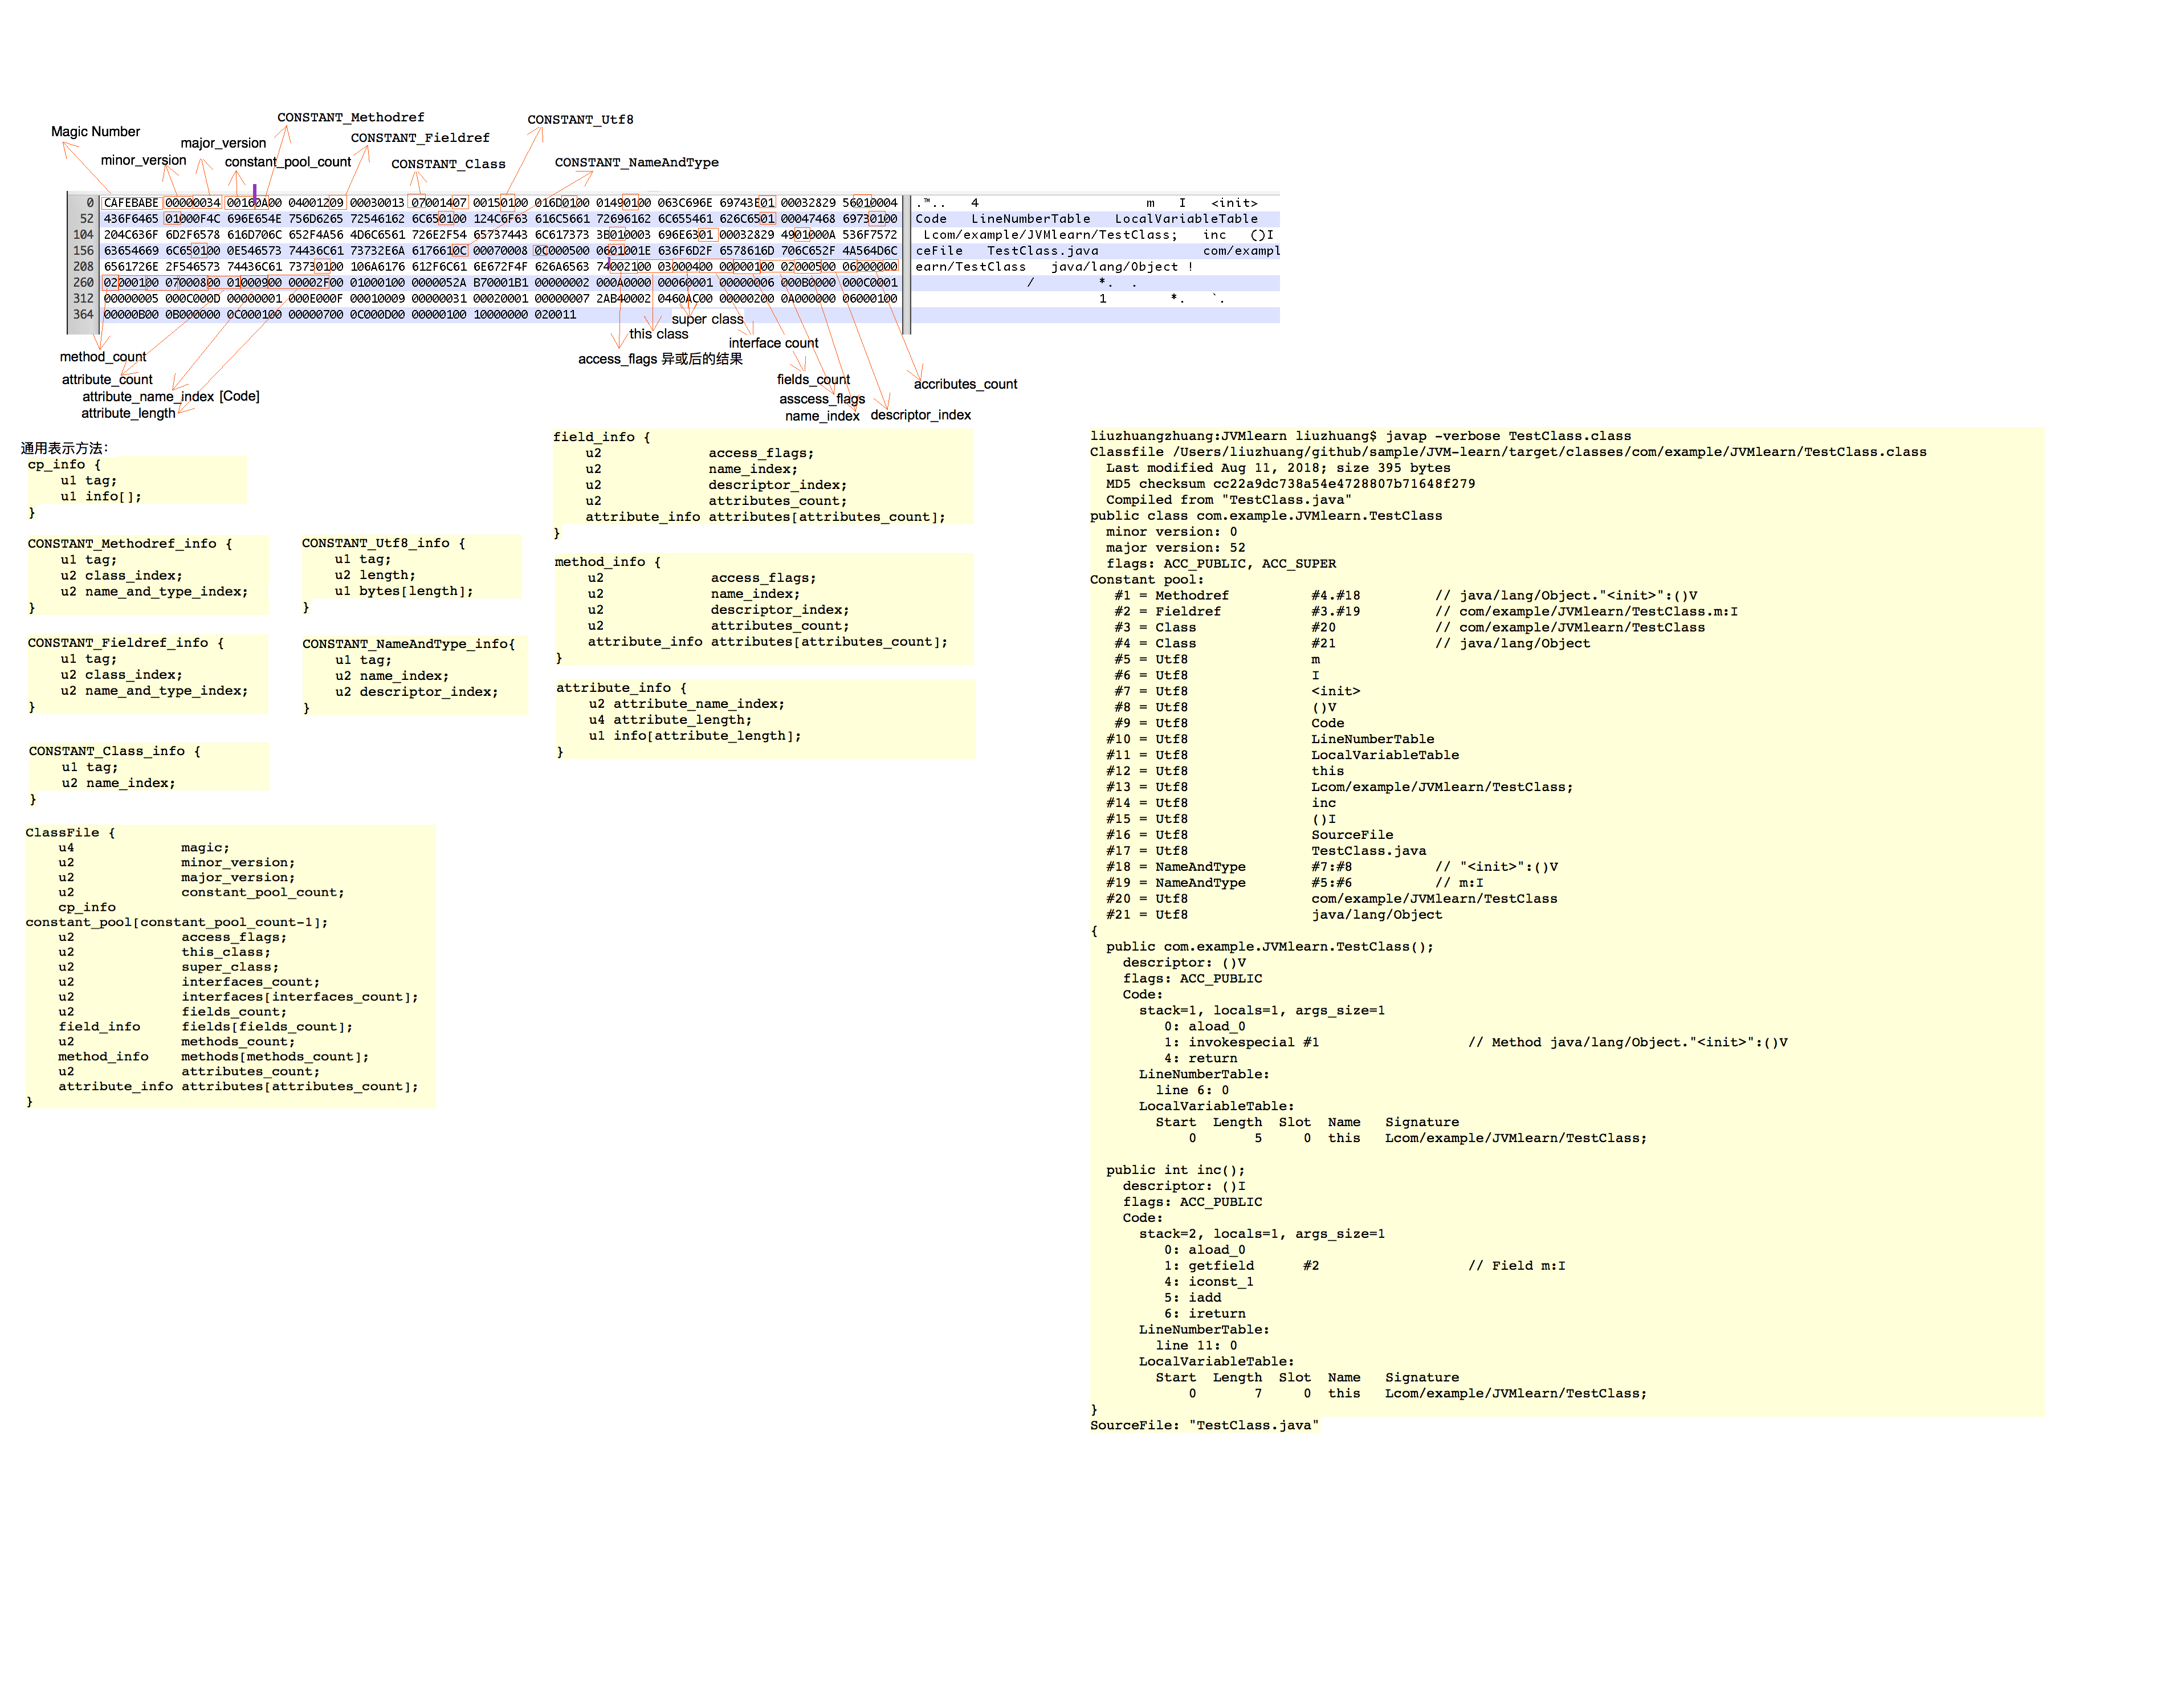 CONSTANT_Methodref
CONSTANT_Utf8
Magic Number
CONSTANT_Fieldref
major_version
minor_version
constant_pool_count
CONSTANT_Class
CONSTANT_NameAndType
0 CAFEBABE 00000034 00160A00 04001209 00030013 07001407 00150100 016D0100 01490100 063C696E 69743E01 00032829 56010004 .™.. 4 m I <init>
52 436F6465 01000F4C 696E654E 756D6265 72546162 6C650100 124C6F63 616C5661 72696162 6C655461 626C6501 00047468 69730100 Code LineNumberTable LocalVariableTable
104 204C636F 6D2F6578 616D706C 652F4A56 4D6C6561 726E2F54 65737443 6C617373 3B010003 696E6301 00032829 4901000A 536F7572 Lcom/example/JVMlearn/TestClass; inc ()I
156 63654669 6C650100 0E546573 74436C61 73732E6A 6176610C 00070008 0C000500 0601001E 636F6D2F 6578616D 706C652F 4A564D6C ceFile TestClass.java com/exampl
208 6561726E 2F546573 74436C61 73730100 106A6176 612F6C61 6E672F4F 626A6563 74002100 03000400 00000100 02000500 06000000 earn/TestClass java/lang/Object !
260 02000100 07000800 01000900 00002F00 01000100 0000052A B70001B1 00000002 000A0000 00060001 00000006 000B0000 000C0001 / *. .
312 00000005 000C000D 00000001 000E000F 00010009 00000031 00020001 00000007 2AB40002 0460AC00 00000200 0A000000 06000100 1 *. `.
364 00000B00 0B000000 0C000100 00000700 0C000D00 00000100 10000000 020011
super class
this class
interface count
method_count
access_flags 异或后的结果
attribute_count
fields_count
accributes_count
attribute_name_index [Code]
asscess_flags
attribute_length
name_index
descriptor_index
通用表示方法：
cp_info {
u1 tag;
u1 info[];
}
CONSTANT_Methodref_info {
u1 tag;
u2 class_index;
u2 name_and_type_index;
}
CONSTANT_Fieldref_info {
u1 tag;
u2 class_index;
u2 name_and_type_index;
}
CONSTANT_Class_info {
u1 tag;
u2 name_index;
}
CONSTANT_Utf8_info {
u1 tag;
u2 length;
u1 bytes[length];
}
CONSTANT_NameAndType_info{
u1 tag;
u2 name_index;
u2 descriptor_index;
}
ClassFile {
u4 magic;
u2 minor_version;
u2 major_version;
u2 constant_pool_count;
cp_info
constant_pool[constant_pool_count-1];
u2 access_flags;
u2 this_class;
u2 super_class;
u2 interfaces_count;
u2 interfaces[interfaces_count];
u2 fields_count;
field_info fields[fields_count];
u2 methods_count;
method_info methods[methods_count];
u2 attributes_count;
attribute_info attributes[attributes_count];
}
field_info {
u2 access_flags;
u2 name_index;
u2 descriptor_index;
u2 attributes_count;
attribute_info attributes[attributes_count];
}
method_info {
u2 access_flags;
u2 name_index;
u2 descriptor_index;
u2 attributes_count;
attribute_info attributes[attributes_count];
}
attribute_info {
u2 attribute_name_index;
u4 attribute_length;
u1 info[attribute_length];
}
liuzhuangzhuang:JVMlearn liuzhuang$ javap -verbose TestClass.class
Classfile /Users/liuzhuang/github/sample/JVM-learn/target/classes/com/example/JVMlearn/TestClass.class
Last modified Aug 11, 2018; size 395 bytes
MD5 checksum cc22a9dc738a54e4728807b71648f279
Compiled from "TestClass.java"
public class com.example.JVMlearn.TestClass
minor version: 0
major version: 52
flags: ACC_PUBLIC, ACC_SUPER
Constant pool:
#1 = Methodref #4.#18 // java/lang/Object."<init>":()V
#2 = Fieldref #3.#19 // com/example/JVMlearn/TestClass.m:I
#3 = Class #20 // com/example/JVMlearn/TestClass
#4 = Class #21 // java/lang/Object
#5 = Utf8 m
#6 = Utf8 I
#7 = Utf8 <init>
#8 = Utf8 ()V
#9 = Utf8 Code
#10 = Utf8 LineNumberTable
#11 = Utf8 LocalVariableTable
#12 = Utf8 this
#13 = Utf8 Lcom/example/JVMlearn/TestClass;
#14 = Utf8 inc
#15 = Utf8 ()I
#16 = Utf8 SourceFile
#17 = Utf8 TestClass.java
#18 = NameAndType #7:#8 // "<init>":()V
#19 = NameAndType #5:#6 // m:I
#20 = Utf8 com/example/JVMlearn/TestClass
#21 = Utf8 java/lang/Object
{
public com.example.JVMlearn.TestClass();
descriptor: ()V
flags: ACC_PUBLIC
Code:
stack=1, locals=1, args_size=1
0: aload_0
1: invokespecial #1 // Method java/lang/Object."<init>":()V
4: return
LineNumberTable:
line 6: 0
LocalVariableTable:
Start Length Slot Name Signature
0 5 0 this Lcom/example/JVMlearn/TestClass;
public int inc();
descriptor: ()I
flags: ACC_PUBLIC
Code:
stack=2, locals=1, args_size=1
0: aload_0
1: getfield #2 // Field m:I
4: iconst_1
5: iadd
6: ireturn
LineNumberTable:
line 11: 0
LocalVariableTable:
Start Length Slot Name Signature
0 7 0 this Lcom/example/JVMlearn/TestClass;
}
SourceFile: "TestClass.java"